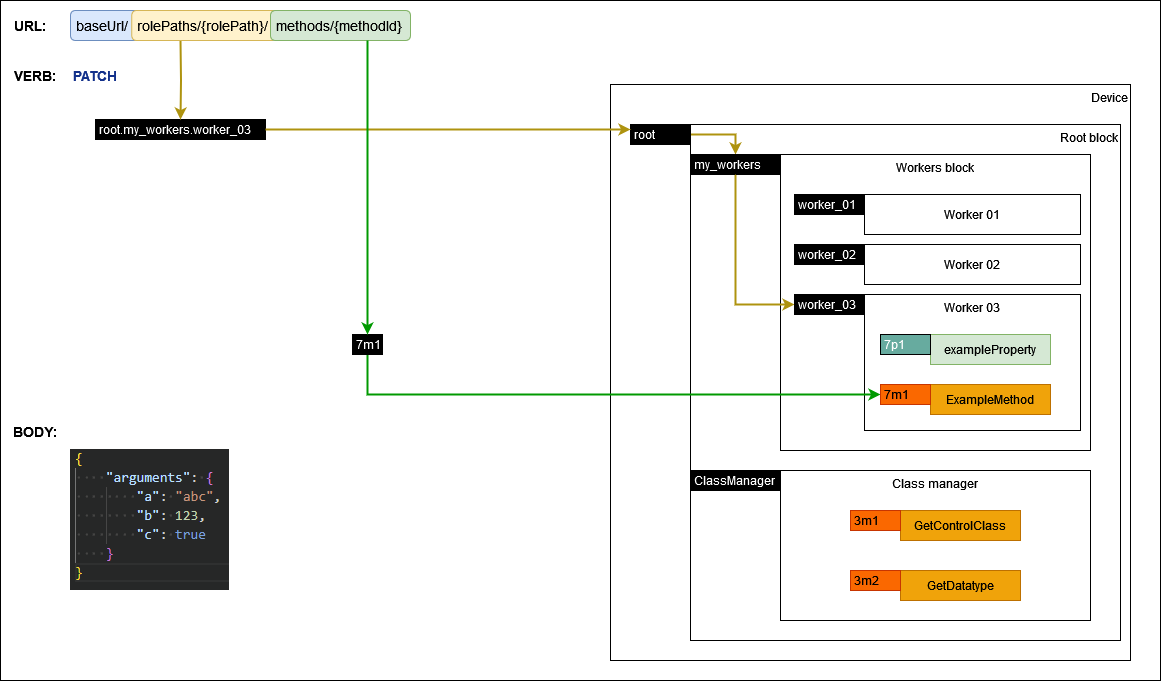 URL:
baseUrl/ rolePaths/{rolePath}/ methods/{methodId}
VERB:
PATCH
root.my_workers.worker_03
Device
root
Root block
my_workers
Workers block
worker_01
Worker 01
worker_02
Worker 02
worker_03
Worker 03
7p1
exampleProperty
7m1
7m1
ExampleMethod
BODY:
{
"arguments": {
"a": "abc",
"b": 123,
"c": true
}
}
ClassManager
Class manager
3m1
GetControlClass
3m2
GetDatatype